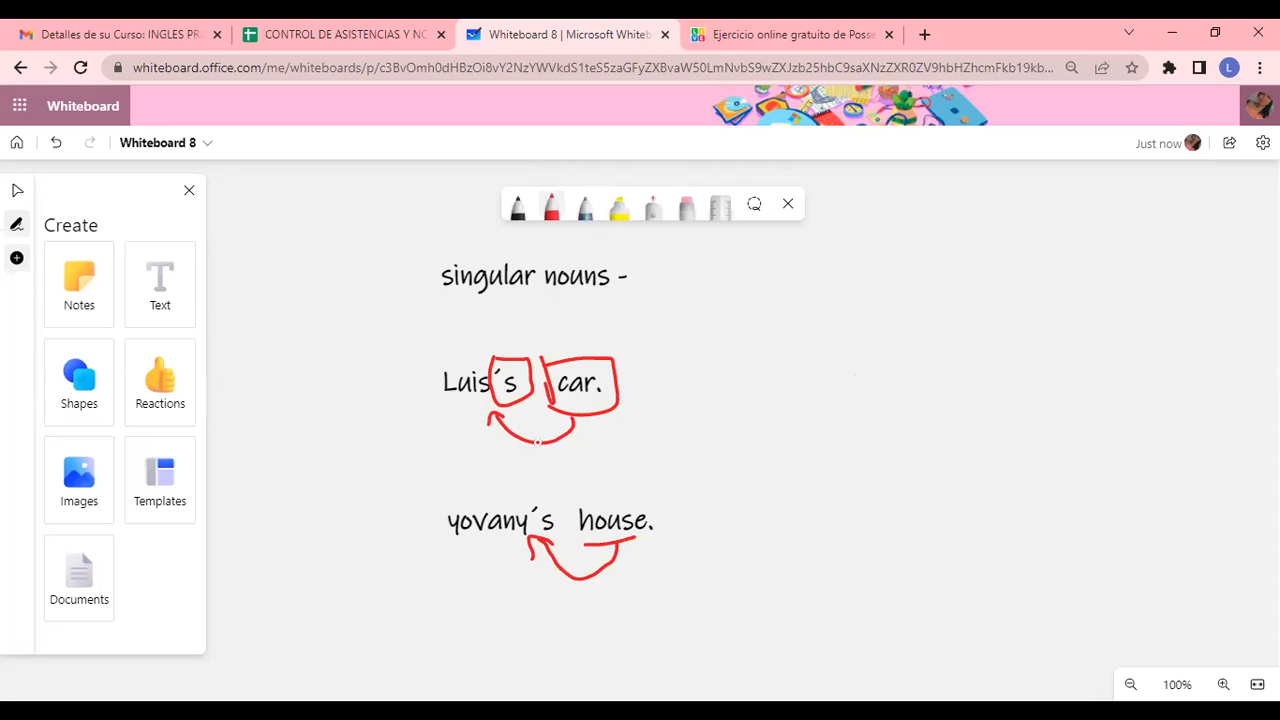 Detalles de su Curso: INGLES PR
CONTROL DE ASISTENCIAS Y NC
Whiteboard 8 | Microsoft Whiteb
Ejercicio online gratuito de Posse
whiteboard.office.com/me/whiteboards/p/c3BvOmh0dHBzOi8vY2NzYWVkdS1teS5zaGFyZXBvaW50LmNvbS9wZXJzb25hbC9saXNzZXR0ZV9hbHZhcmFkb19kb...
L
Whiteboard
Whiteboard 8
Just now
Create
Notes
Text
Shapes
Reactions
Images
Templates
Documents
singular nouns -
Luis´s car.
yovany´s house.
100%